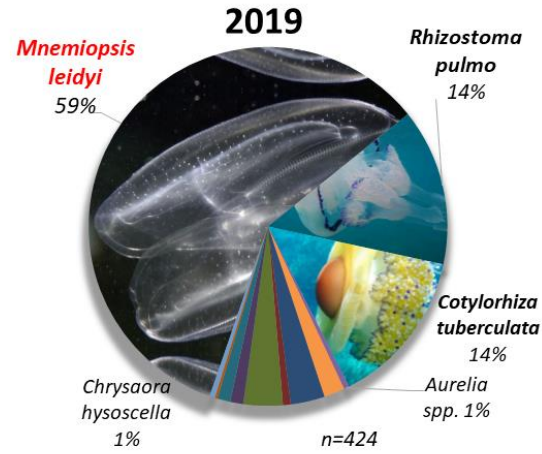 2019
Mnemiopsis
leidyi
59%
Rhizostoma
pulmo
14%
Cotylorhiza
tuberculata
14%
Aurelia
spp. 1%
Chrysaora
hysoscella
1%
n=424